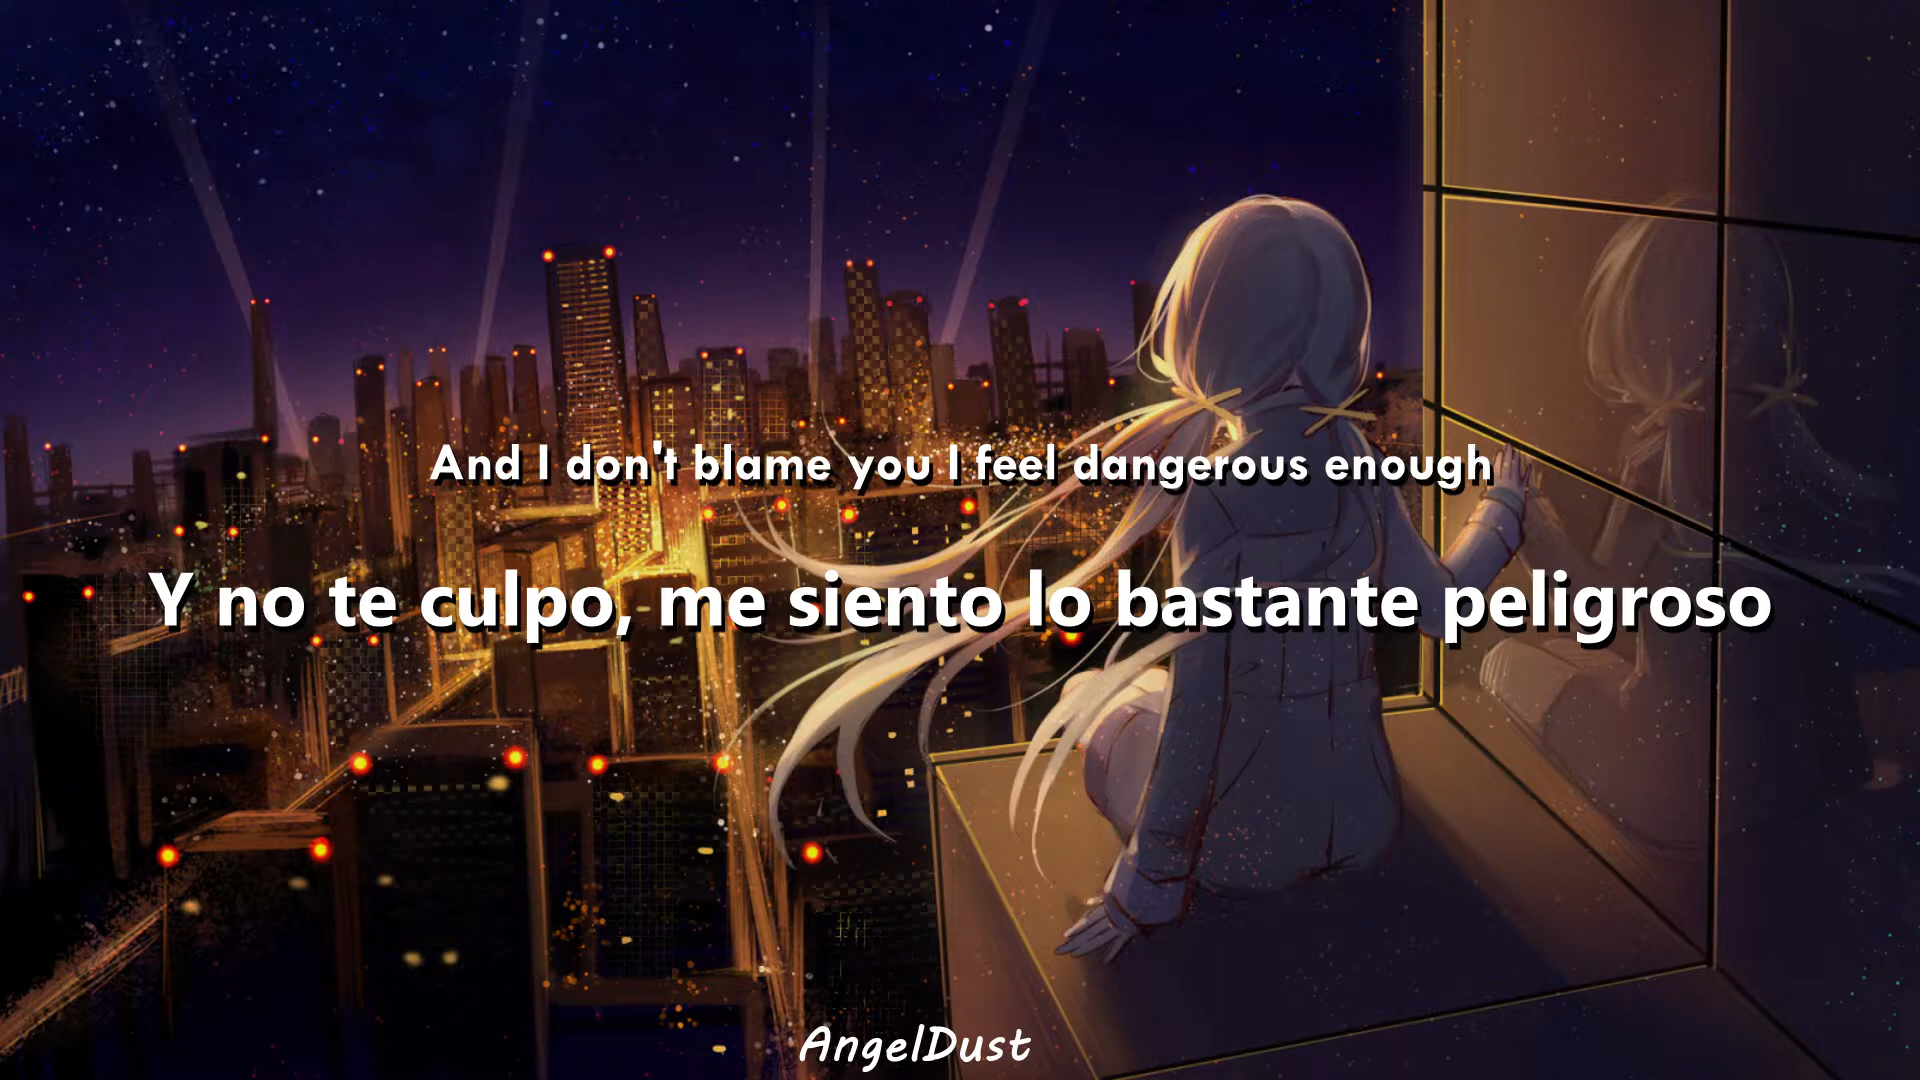 And I don't blame you I feel dangerous enough
Y no te culpo, me siento lo bastante peligroso
AngelDust